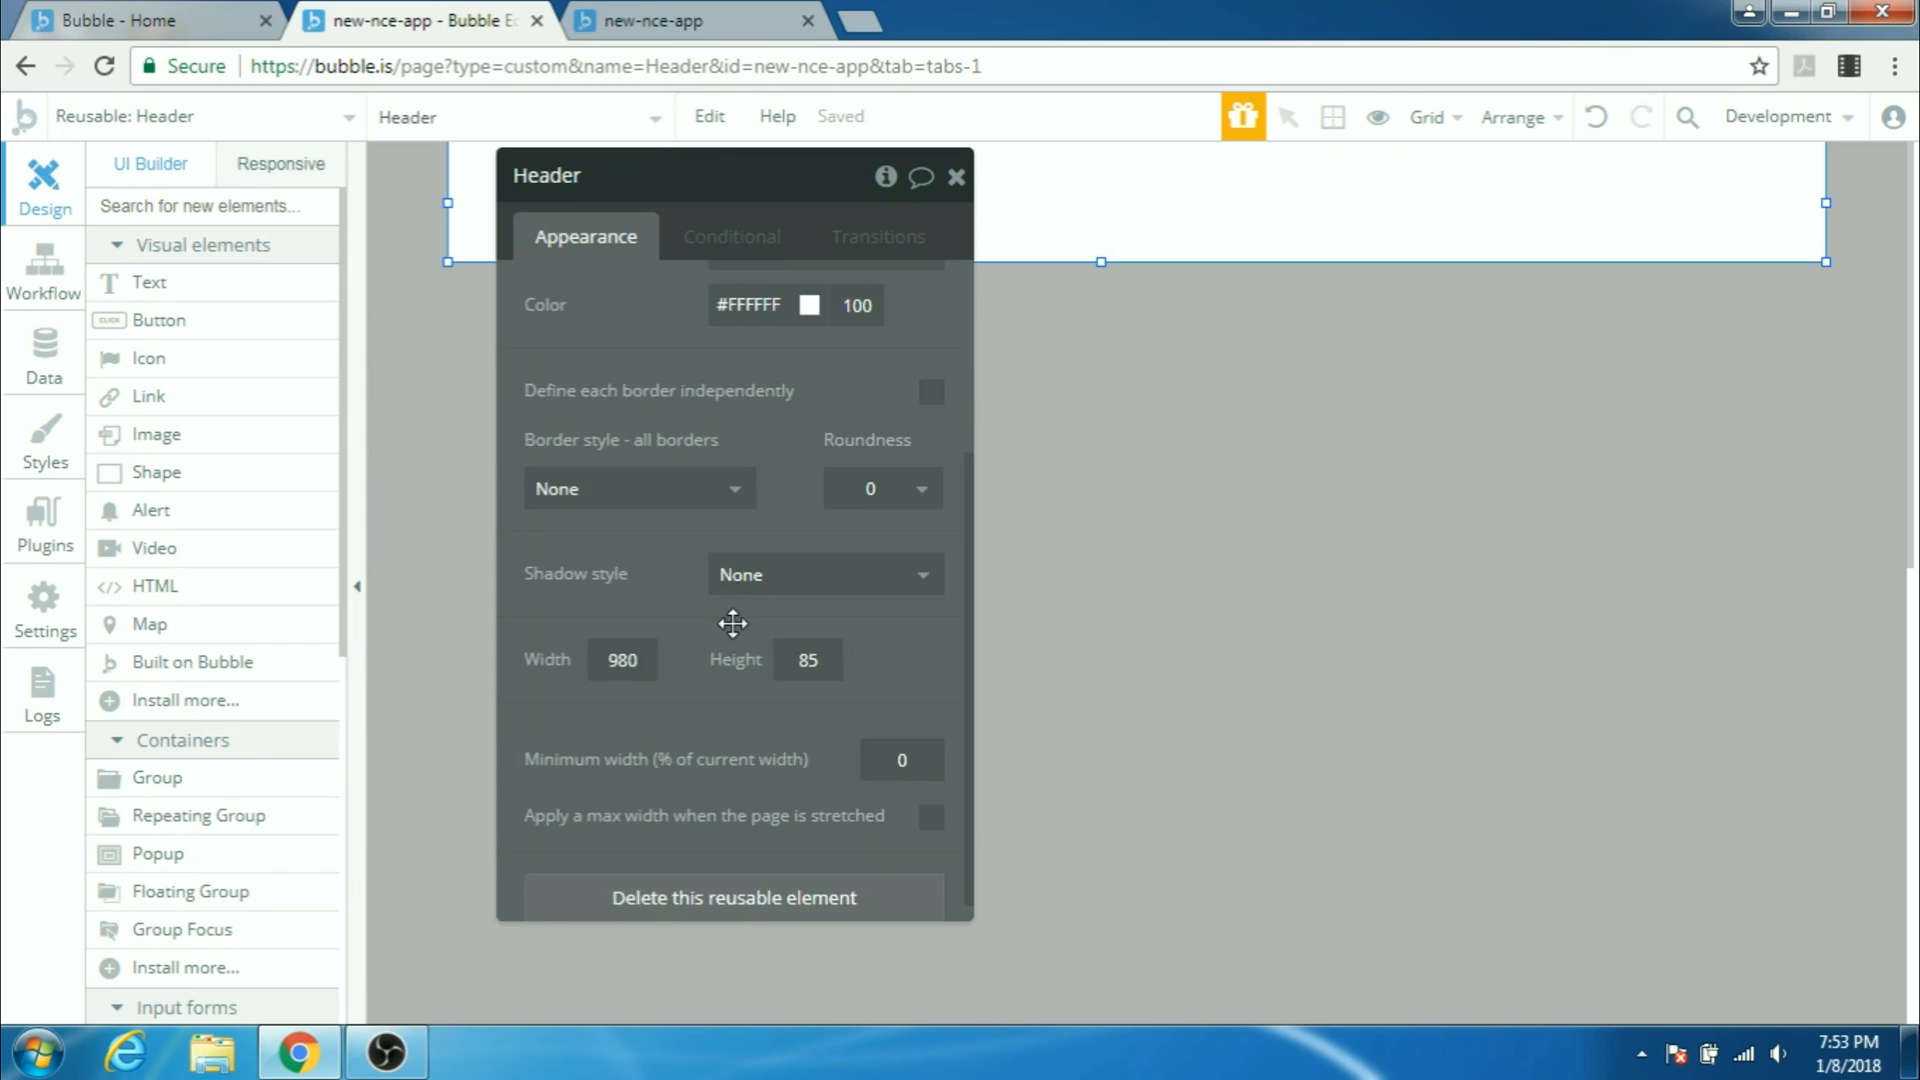 Bubble - Home
new-nce-app - Bubble E
new-nce-app
Secure https://bubble.is/page?type=custom&name=Header&id=new-nce-app&tab=tabs-1
Reusable: Header
Header
Edit
Help
Saved
Grid
Arrange
Development
Design
Workflow
Data
Styles
Plugins
Settings
Logs
UI Builder
Responsive
Search for new elements...
Visual elements
Text
CLICK Button
Icon
Link
Image
Shape
Alert
Video
</> HTML
Map
Built on Bubble
Install more...
Containers
Group
Repeating Group
Popup
Floating Group
Group Focus
Install more...
Input forms
Header
Appearance
Conditional
Transitions
Color #FFFFFF 100
Define each border independently
Border style - all borders Roundness
None 0
Shadow style None
Width 980 Height 85
Minimum width (% of current width) 0
Apply a max width when the page is stretched
Delete this reusable element
7:53 PM
1/8/2018